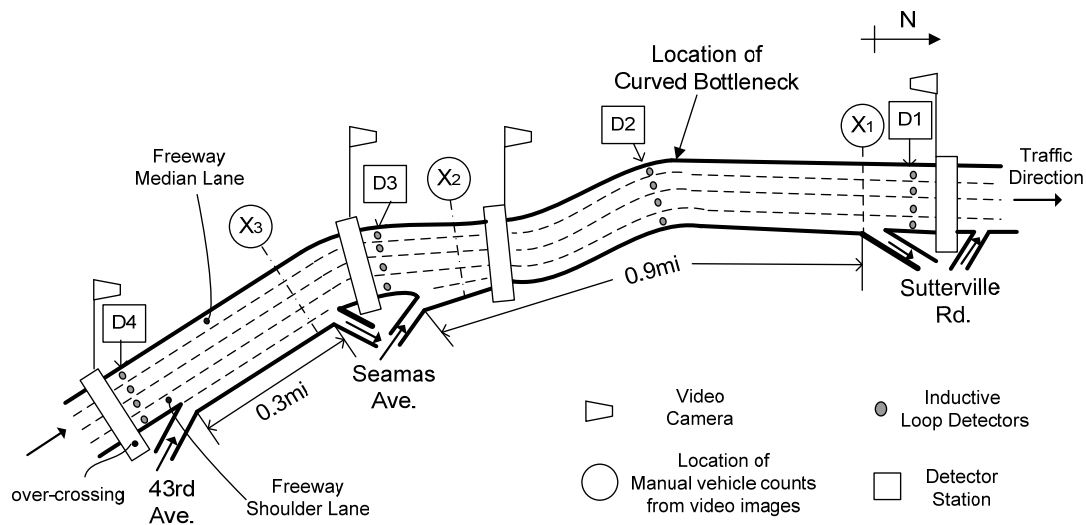 N
Location of
Curved Bottleneck
D2
X1
D1
Traffic
Direction
Freeway
Median Lane
D3
X2
X3
D4
0.9mi
Sutterville
Rd.
Seamas
Ave.
0.3mi
over-crossing
43rd
Ave.
Freeway
Shoulder Lane
Video
Camera
Inductive
Loop Detectors
Location of
Manual vehicle counts
from video images
Detector
Station